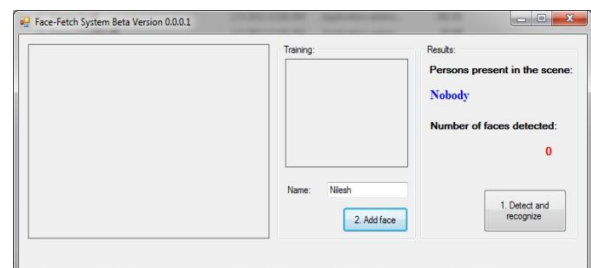 Face-Fetch System Beta Version 0.0.0.1
Training:
Name:
Nilesh
2. Add face
Results:
Persons present in the scene:
Nobody
Number of faces detected:
0
1. Detect and
recognize